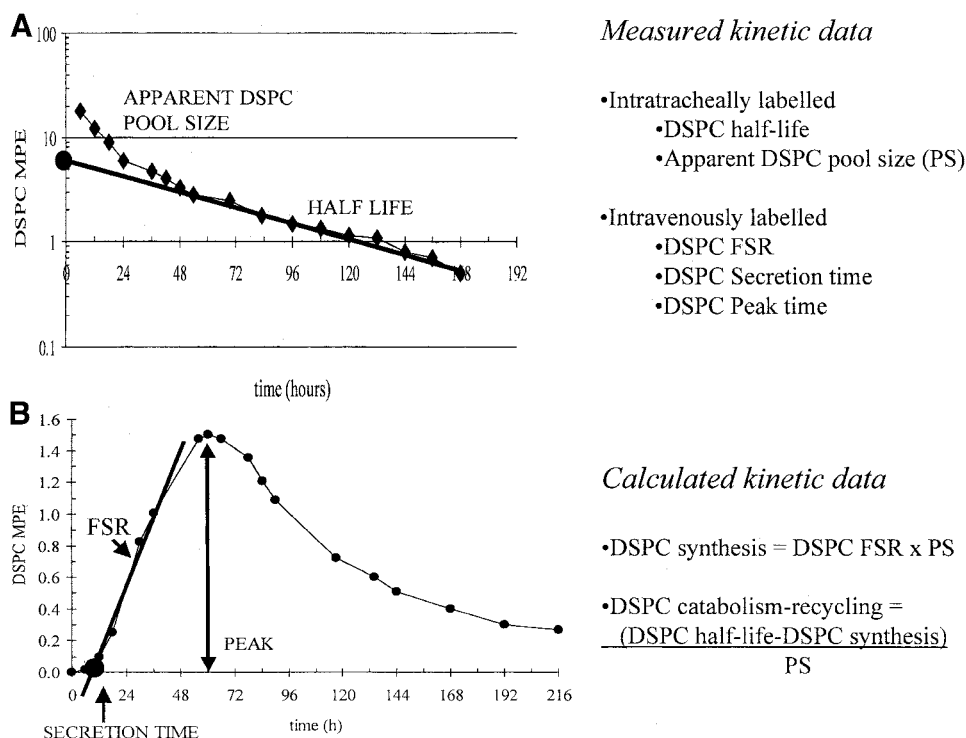 A
100
10
1
0.1
DSPC MPE
APPARENT DSPC
POOL SIZE
HALF LIFE
0 24 48 72 96 120 144 168 192
time (hours)
Measured kinetic data
•Intratracheally labelled
•DSPC half-life
•Apparent DSPC pool size (PS)
•Intravenously labelled
•DSPC FSR
•DSPC Secretion time
•DSPC Peak time
B
1.6
1.4
1.2
1.0
0.8
0.6
0.4
0.2
0.0
DSPC MPE
FSR
PEAK
0 24 48 72 96 120 144 168 192 216
time (h)
SECRETION TIME
Calculated kinetic data
•DSPC synthesis = DSPC FSR x PS
•DSPC catabolism-recycling =
(DSPC half-life-DSPC synthesis)
PS